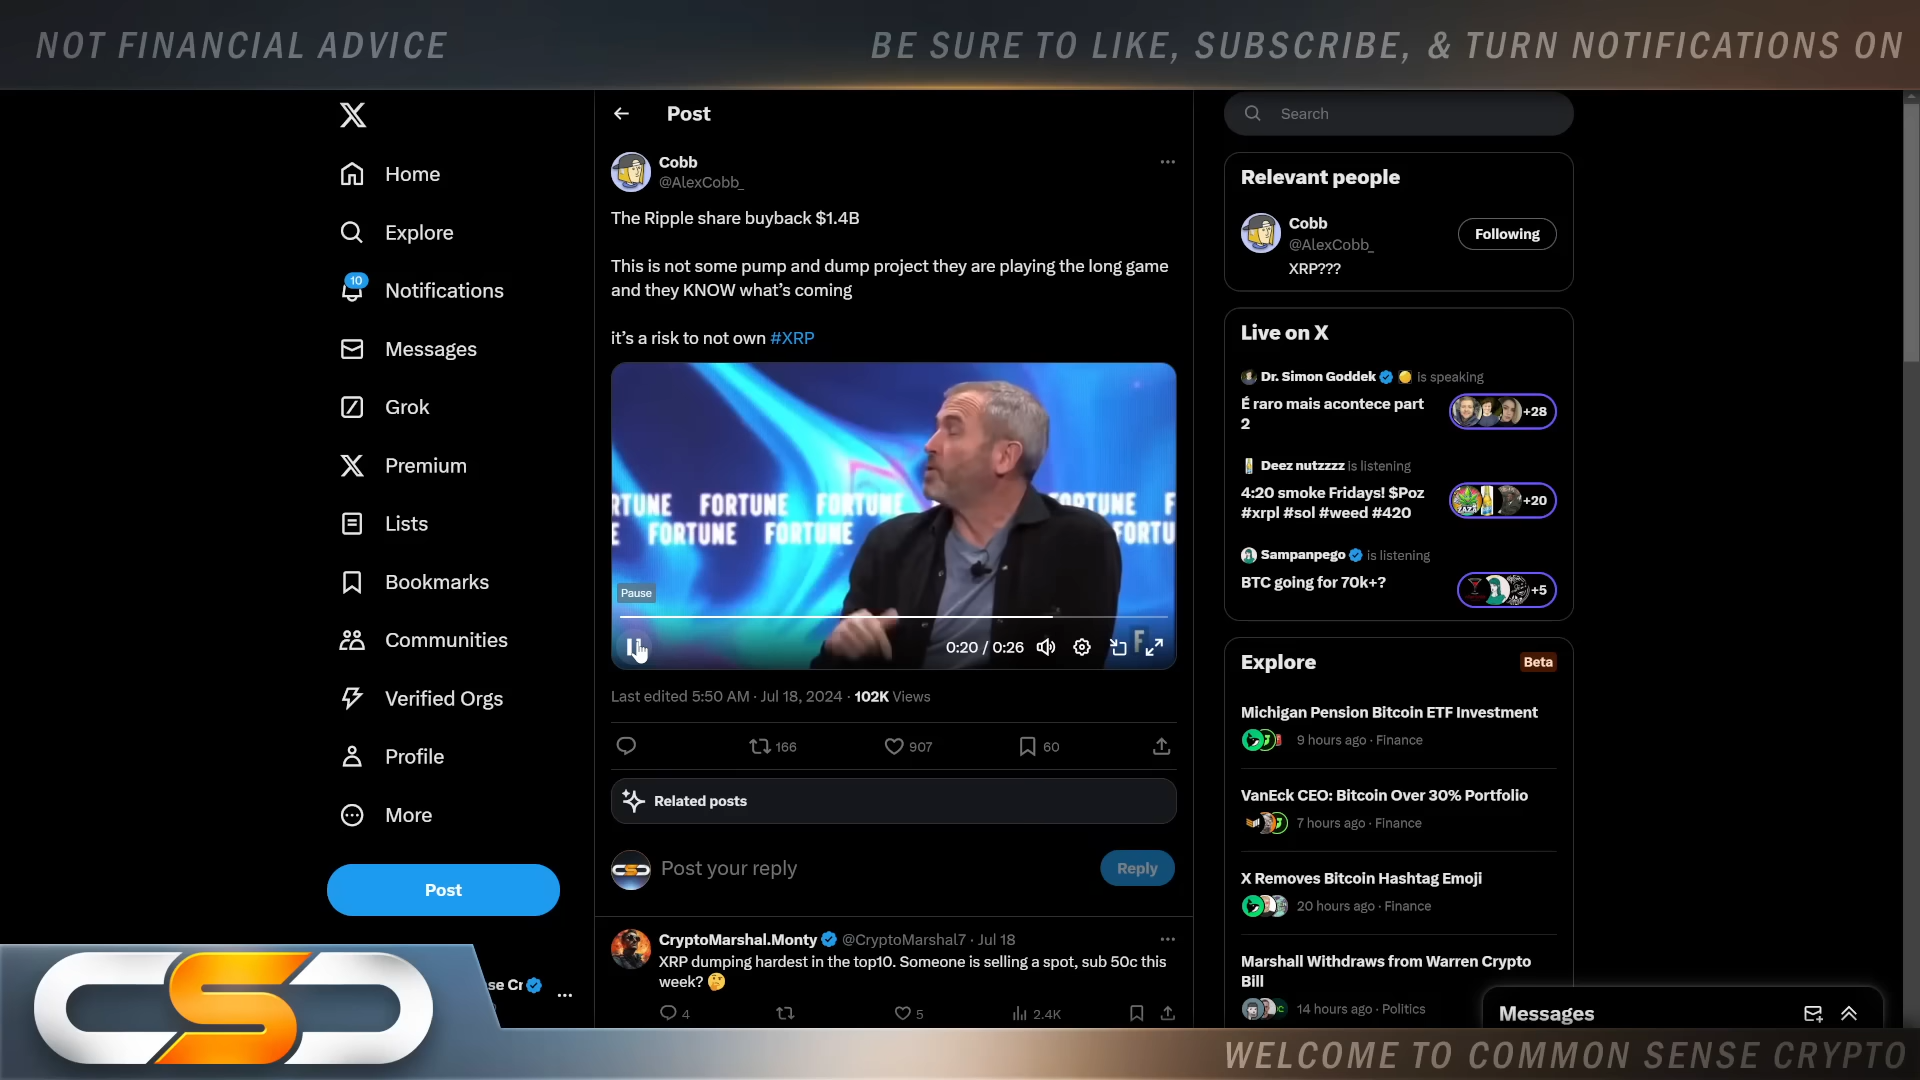 NOT FINANCIAL ADVICE
BE SURE TO LIKE, SUBSCRIBE, & TURN NOTIFICATIONS ON
Home
Explore
10
Notifications
Messages
Grok
Premium
Lists
Bookmarks
Communities
Verified Orgs
Profile
More
Post
se Cr
Post
Cobb
@AlexCobb_
The Ripple share buyback $1.4B
This is not some pump and dump project they are playing the long game
and they KNOW what's coming
it's a risk to not own #XRP
RTUNE FORTUNE FORTUNE FORTUNE F
E FORTUNE FORTUNE FORTU
Pause
0:20 / 0:26
F
Last edited 5:50 AM · Jul 18, 2024 · 102K Views
166 907 60
Related posts
Post your reply
Reply
CryptoMarshal.Monty @CryptoMarshal7 · Jul 18
XRP dumping hardest in the top10. Someone is selling a spot, sub 50c this
week? 🤔
4 5 2.4K
Search
Relevant people
Cobb
@AlexCobb_
Following
XRP???
Live on X
Dr. Simon Goddek is speaking
É raro mais acontece part
2
+28
Deez nutzzzz is listening
4:20 smoke Fridays! $Poz
#xrpl #sol #weed #420
+20
Sampanpego is listening
BTC going for 70k+?
+5
Explore
Beta
Michigan Pension Bitcoin ETF Investment
9 hours ago · Finance
VanEck CEO: Bitcoin Over 30% Portfolio
7 hours ago · Finance
X Removes Bitcoin Hashtag Emoji
20 hours ago · Finance
Marshall Withdraws from Warren Crypto
Bill
14 hours ago · Politics
Messages
CSC
WELCOME TO COMMON SENSE CRYPTO